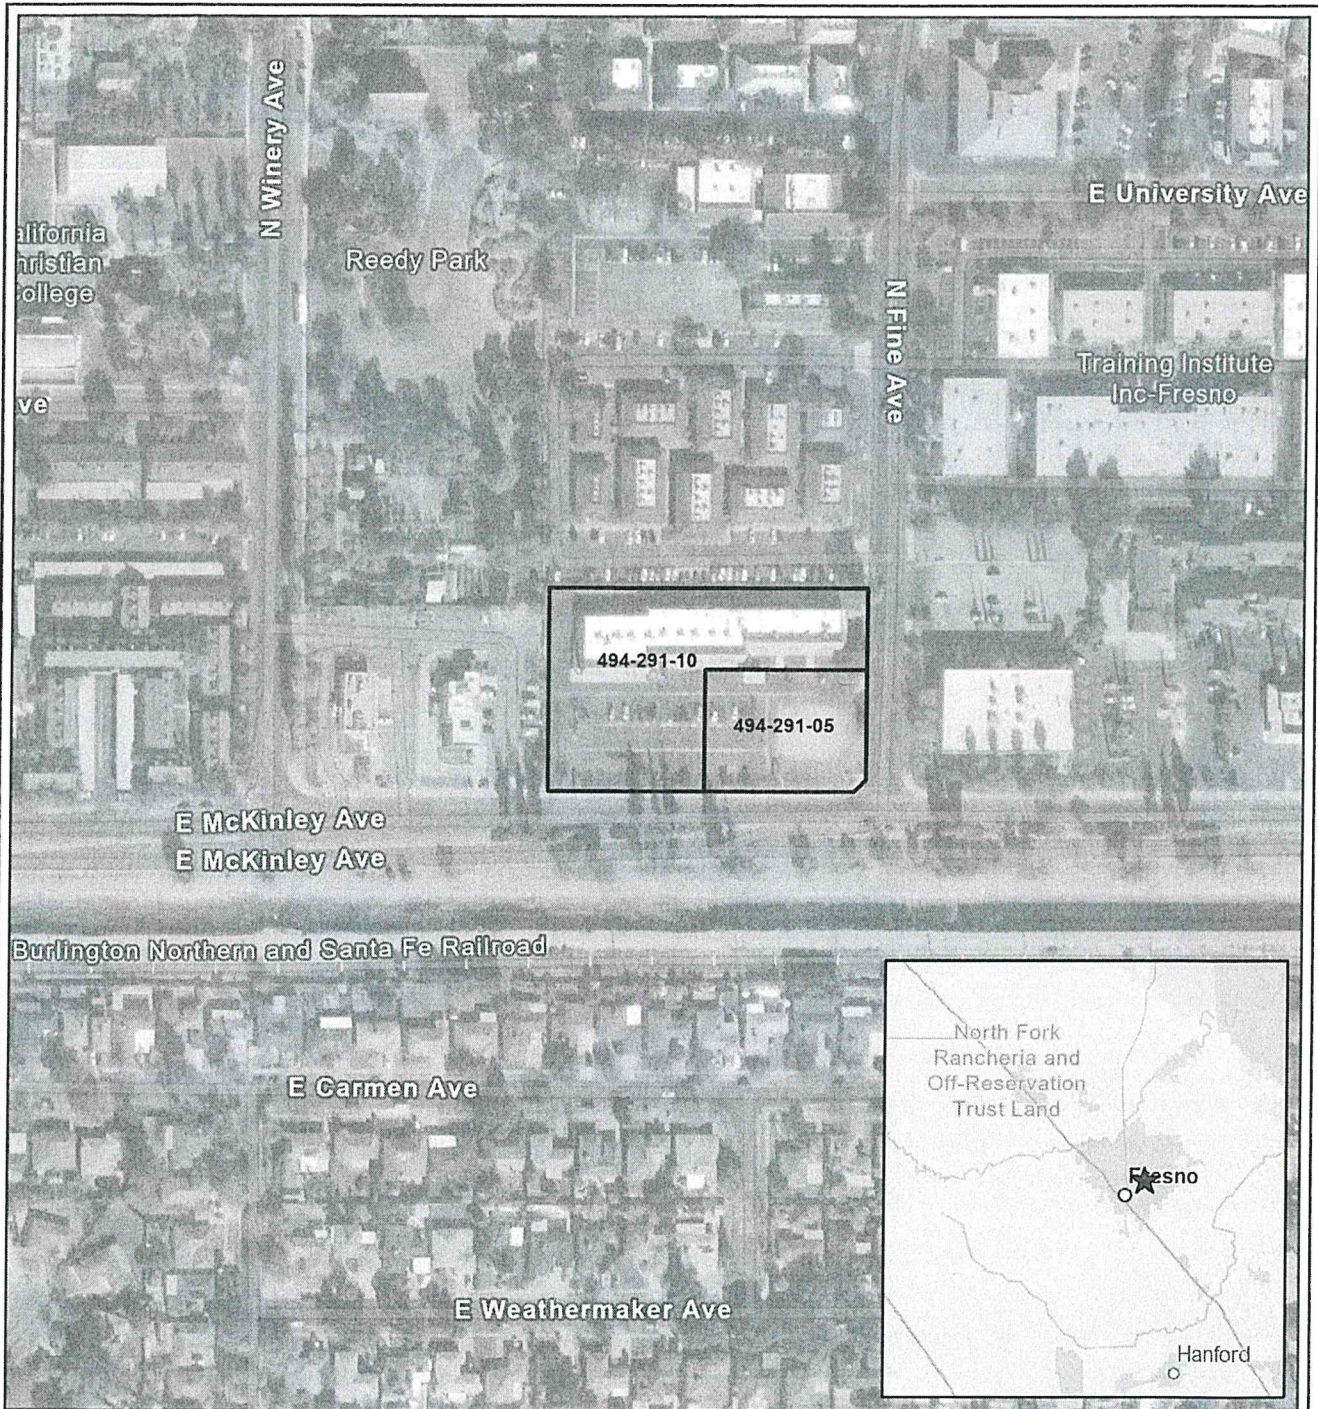 N Winery Ave
E University Ave
alifornia
hristian
ollege
Reedy Park
N Fine Ave
Training Institute
Inc-Fresno
ve
494-291-10
494-291-05
E McKinley Ave
E McKinley Ave
Burlington Northern and Santa Fe Railroad
E Carmen Ave
E Weathermaker Ave
North Fork
Rancheria and
Off-Reservation
Trust Land
Fresno
Hanford